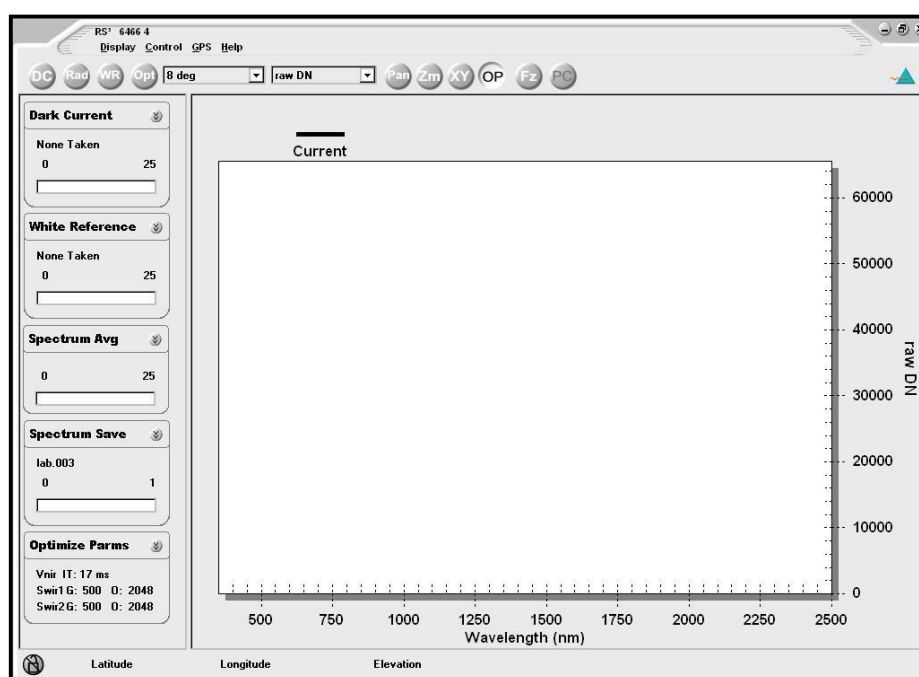 RS³ 6466 4
Display Control GPS Help
DC Rad WR Opt 8 deg raw DN Pan Zm XY OP Fz PC
Dark Current
None Taken
0 25
White Reference
None Taken
0 25
Spectrum Avg
0 25
Spectrum Save
lab.003
0 1
Optimize Parms
Vnir IT: 17 ms
Swir1 G: 500 O: 2048
Swir2 G: 500 O: 2048
Current
60000
50000
40000
30000
20000
10000
0
raw DN
500 750 1000 1250 1500 1750 2000 2250 2500
Wavelength (nm)
Latitude Longitude Elevation